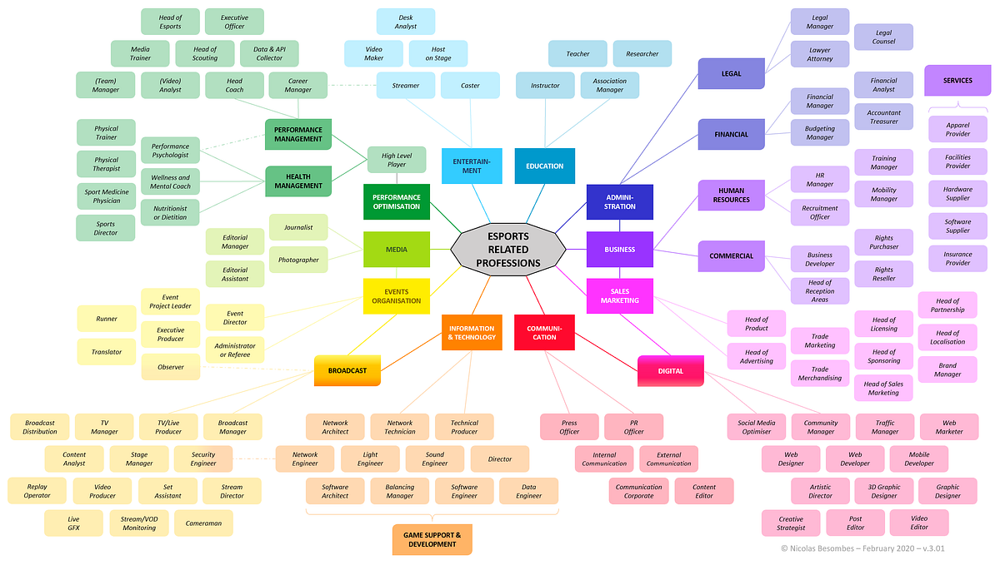 Head of
Esports
Executive
Officer
Media
Trainer
Head of
Scouting
Data & API
Collector
(Team)
Manager
(Video)
Analyst
Head
Coach
Career
Manager
PERFORMANCE
MANAGEMENT
Physical
Trainer
Performance
Psychologist
Physical
Therapist
Wellness and
Mental Coach
Sport Medicine
Physician
Nutritionist
or Dietitian
Sports
Director
HEALTH
MANAGEMENT
High Level
Player
PERFORMANCE
OPTIMISATION
Desk
Analyst
Video
Maker
Host
on Stage
Streamer
Caster
ENTERTAIN-
MENT
Teacher
Researcher
Instructor
Association
Manager
EDUCATION
Legal
Manager
Legal
Counsel
Lawyer
Attorney
LEGAL
Financial
Manager
Financial
Analyst
Budgeting
Manager
Accountant
Treasurer
FINANCIAL
ADMINI-
STRATION
SERVICES
Apparel
Provider
Facilities
Provider
Hardware
Supplier
Software
Supplier
Insurance
Provider
HUMAN
RESOURCES
HR
Manager
Training
Manager
Recruitment
Officer
Mobility
Manager
COMMERCIAL
Business
Developer
Rights
Purchaser
Head of
Reception
Areas
Rights
Reseller
BUSINESS
ESPORTS
RELATED
PROFESSIONS
MEDIA
Journalist
Editorial
Manager
Photographer
Editorial
Assistant
EVENTS
ORGANISATION
Event
Project Leader
Runner
Event
Director
Executive
Producer
Translator
Administrator
or Referee
Observer
BROADCAST
INFORMATION
& TECHNOLOGY
COMMUNI-
CATION
SALES
MARKETING
DIGITAL
Head of
Product
Head of
Advertising
Trade
Marketing
Trade
Merchandising
Head of
Licensing
Head of
Sponsoring
Head of Sales
Marketing
Head of
Partnership
Head of
Localisation
Brand
Manager
Broadcast
Distribution
TV
Manager
TV/Live
Producer
Broadcast
Manager
Content
Analyst
Stage
Manager
Security
Engineer
Replay
Operator
Video
Producer
Set
Assistant
Stream
Director
Live
GFX
Stream/VOD
Monitoring
Cameraman
Network
Architect
Network
Technician
Technical
Producer
Network
Engineer
Light
Engineer
Sound
Engineer
Director
Software
Architect
Balancing
Manager
Software
Engineer
Data
Engineer
GAME SUPPORT &
DEVELOPMENT
Press
Officer
PR
Officer
Internal
Communication
External
Communication
Communication
Corporate
Content
Editor
Social Media
Optimiser
Community
Manager
Traffic
Manager
Web
Marketer
Web
Designer
Web
Developer
Mobile
Developer
Artistic
Director
3D Graphic
Designer
Graphic
Designer
Creative
Strategist
Post
Editor
Video
Editor
© Nicolas Besombes – February 2020 – v.3.01